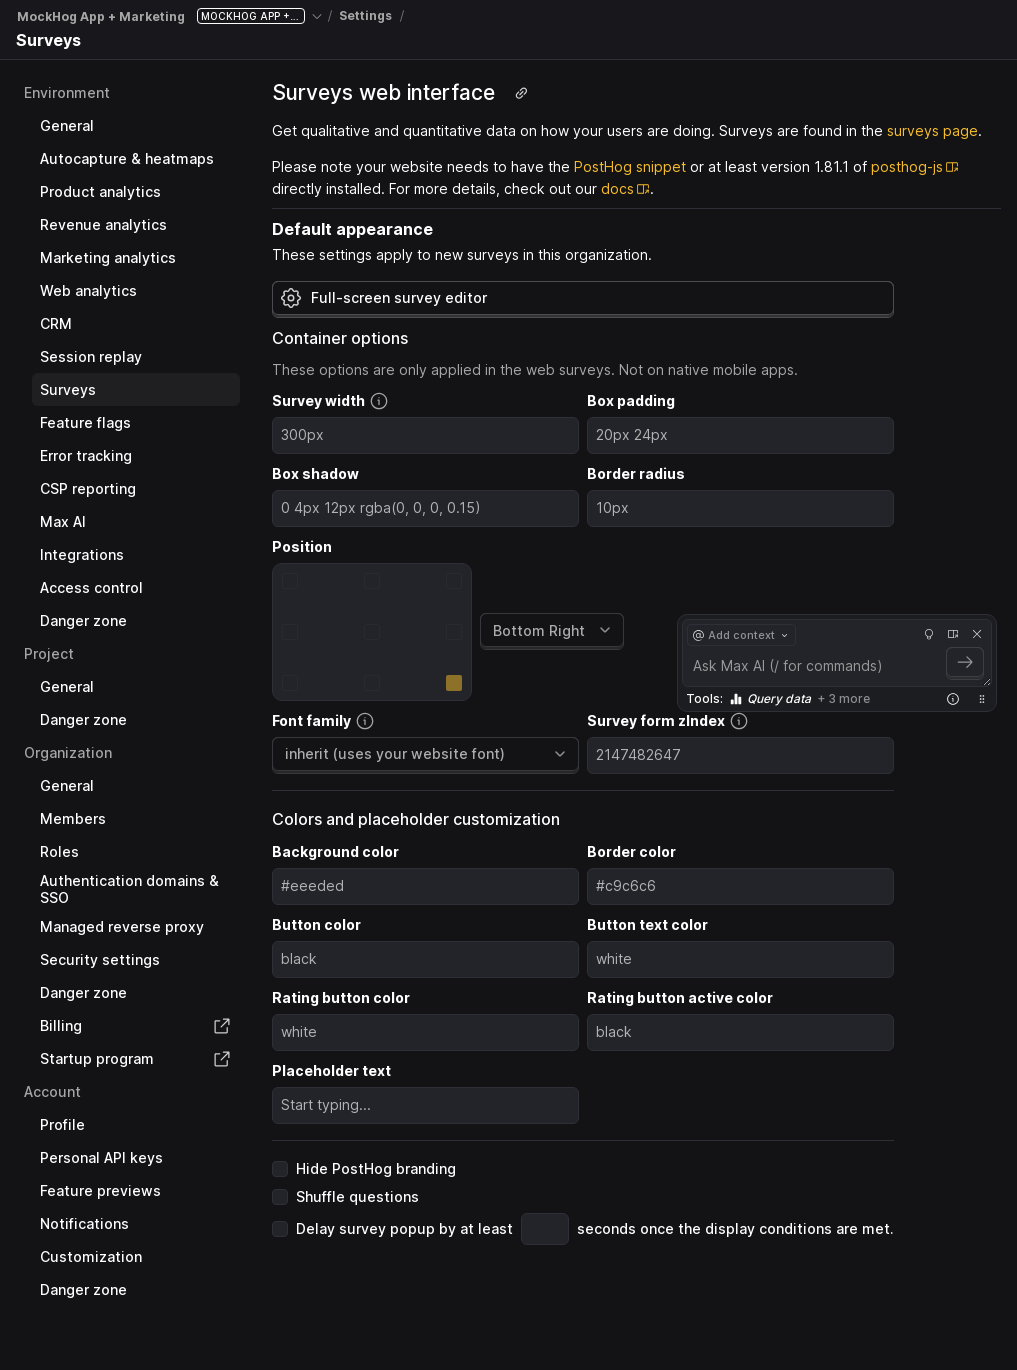 MockHog App + Marketing MOCKHOG APP +... / Settings /
Surveys
Environment
General
Autocapture & heatmaps
Product analytics
Revenue analytics
Marketing analytics
Web analytics
CRM
Session replay
Surveys
Feature flags
Error tracking
CSP reporting
Max AI
Integrations
Access control
Danger zone
Project
General
Danger zone
Organization
General
Members
Roles
Authentication domains &
SSO
Managed reverse proxy
Security settings
Danger zone
Billing
Startup program
Account
Profile
Personal API keys
Feature previews
Notifications
Customization
Danger zone
Surveys web interface
Get qualitative and quantitative data on how your users are doing. Surveys are found in the surveys page.
Please note your website needs to have the PostHog snippet or at least version 1.81.1 of posthog-js
directly installed. For more details, check out our docs.
Default appearance
These settings apply to new surveys in this organization.
Full-screen survey editor
Container options
These options are only applied in the web surveys. Not on native mobile apps.
Survey width Box padding
300px 20px 24px
Box shadow Border radius
0 4px 12px rgba(0, 0, 0, 0.15) 10px
Position
Bottom Right
@ Add context
Ask Max AI (/ for commands)
Tools: Query data + 3 more
Font family Survey form zIndex
inherit (uses your website font) 2147482647
Colors and placeholder customization
Background color Border color
#eeeded #c9c6c6
Button color Button text color
black white
Rating button color Rating button active color
white black
Placeholder text
Start typing...
Hide PostHog branding
Shuffle questions
Delay survey popup by at least seconds once the display conditions are met.